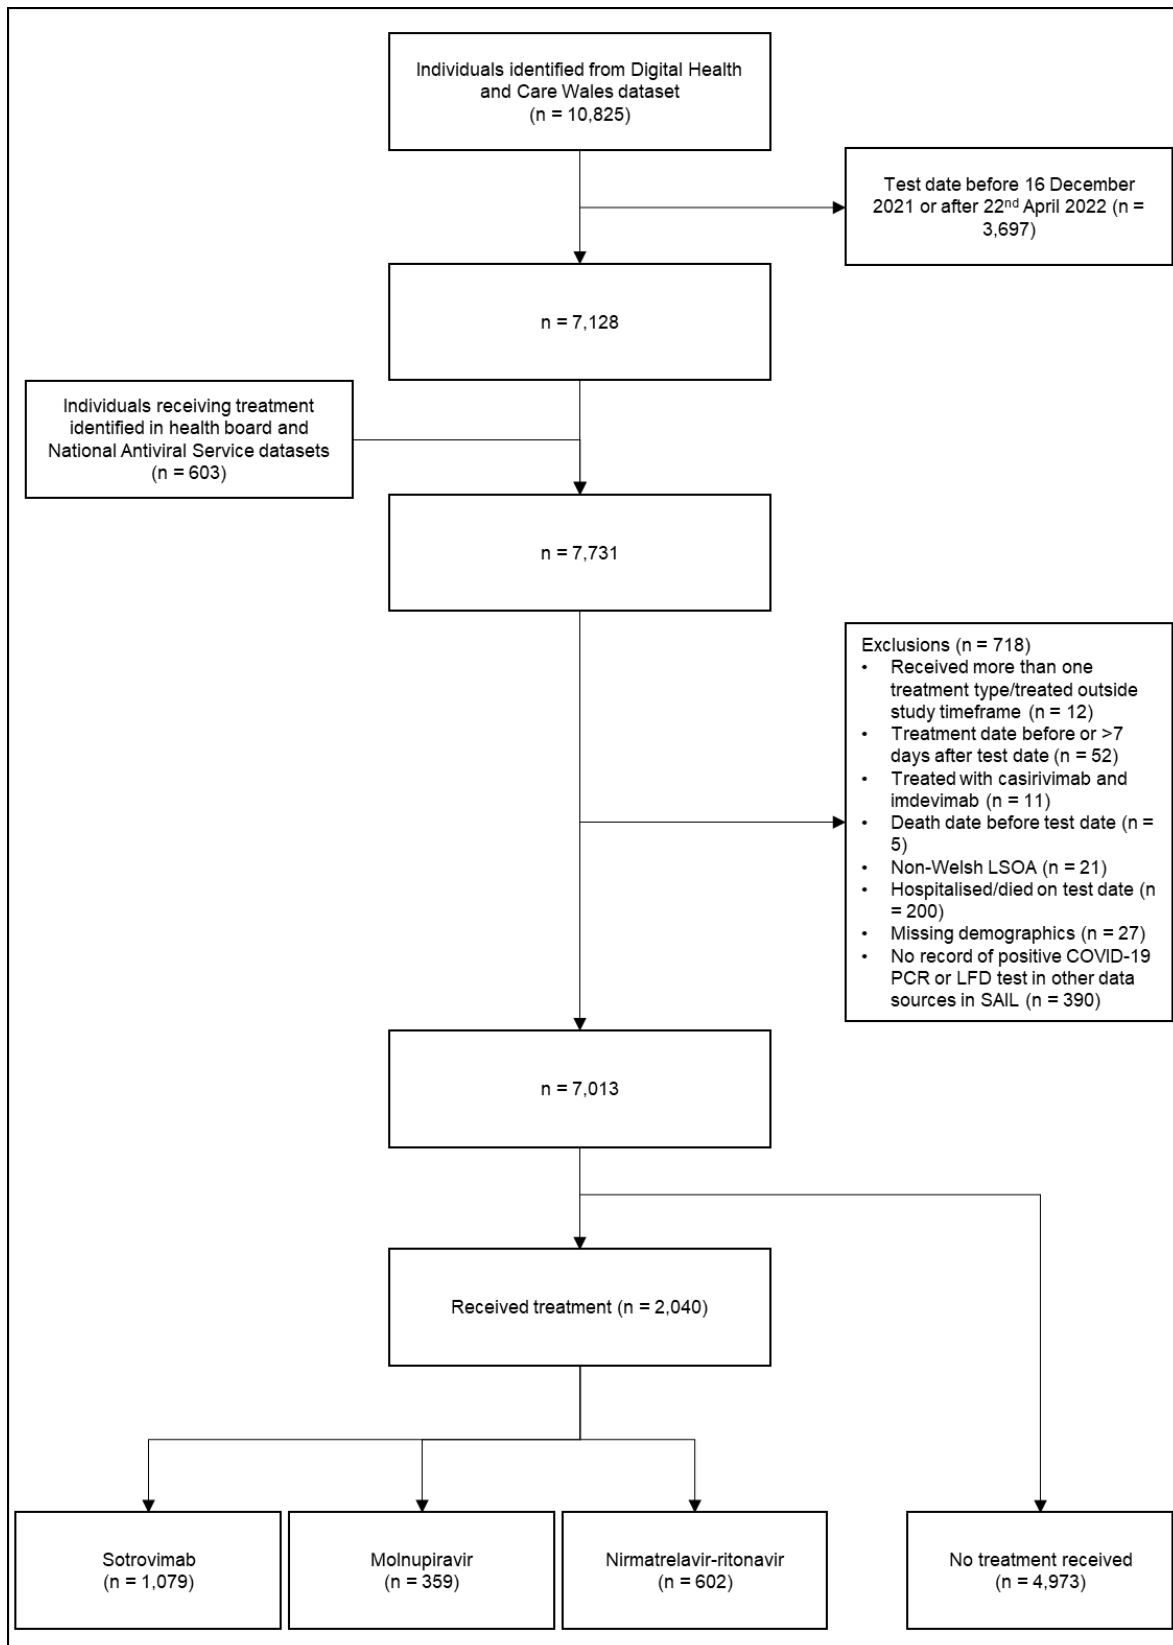 Individuals identified from Digital Health
and Care Wales dataset
(n = 10,825)
Test date before 16 December
2021 or after 22nd April 2022 (n =
3,697)
n = 7,128
Individuals receiving treatment
identified in health board and
National Antiviral Service datasets
(n = 603)
n = 7,731
Exclusions (n = 718)
• Received more than one
treatment type/treated outside
study timeframe (n = 12)
• Treatment date before or >7
days after test date (n = 52)
• Treated with casirivimab and
imdevimab (n = 11)
• Death date before test date (n =
5)
• Non-Welsh LSOA (n = 21)
• Hospitalised/died on test date (n
= 200)
• Missing demographics (n = 27)
• No record of positive COVID-19
PCR or LFD test in other data
sources in SAIL (n = 390)
n = 7,013
Received treatment (n = 2,040)
Sotrovimab
(n = 1,079)
Molnupiravir
(n = 359)
Nirmatrelavir-ritonavir
(n = 602)
No treatment received
(n = 4,973)